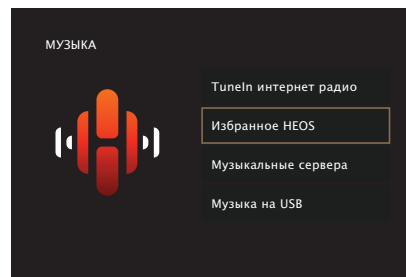 МУЗЫКА
TuneIn интернет радио
Избранное HEOS
Музыкальные сервера
Музыка на USB